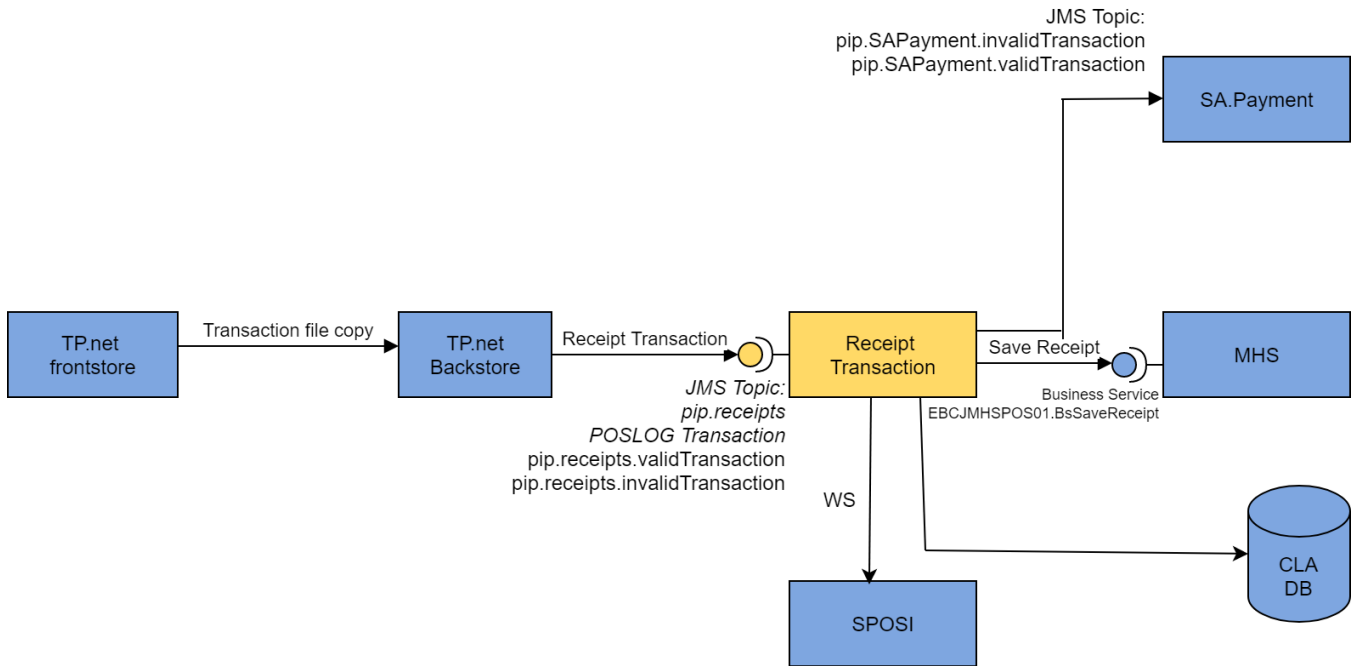 JMS Topic:
pip.SAPayment.invalidTransaction
pip.SAPayment.validTransaction
SA.Payment
TP.net
frontstore
Transaction file copy
TP.net
Backstore
Receipt Transaction
JMS Topic:
pip.receipts
POSLOG Transaction
pip.receipts.validTransaction
pip.receipts.invalidTransaction
Receipt
Transaction
Save Receipt
Business Service
EBCJMHSPOS01.BsSaveReceipt
MHS
WS
SPOSI
CLA
DB